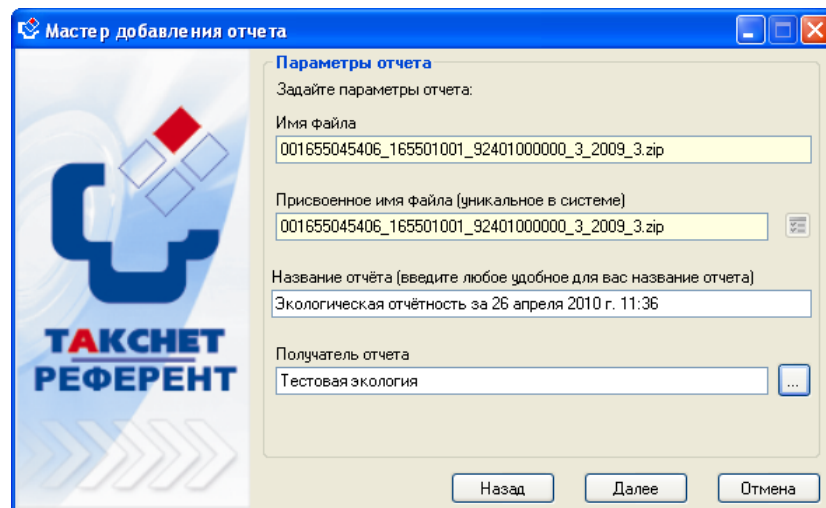 Мастер добавления отчета
Параметры отчета
Задайте параметры отчета:
Имя файла
001655045406_165501001_92401000000_3_2009_3.zip
Присвоенное имя файла (уникальное в системе)
001655045406_165501001_92401000000_3_2009_3.zip
Название отчёта (введите любое удобное для вас название отчета)
Экологическая отчётность за 26 апреля 2010 г. 11:36
ТАКСНЕТ
РЕФЕРЕНТ
Получатель отчета
Тестовая экология
...
Назад
Далее
Отмена